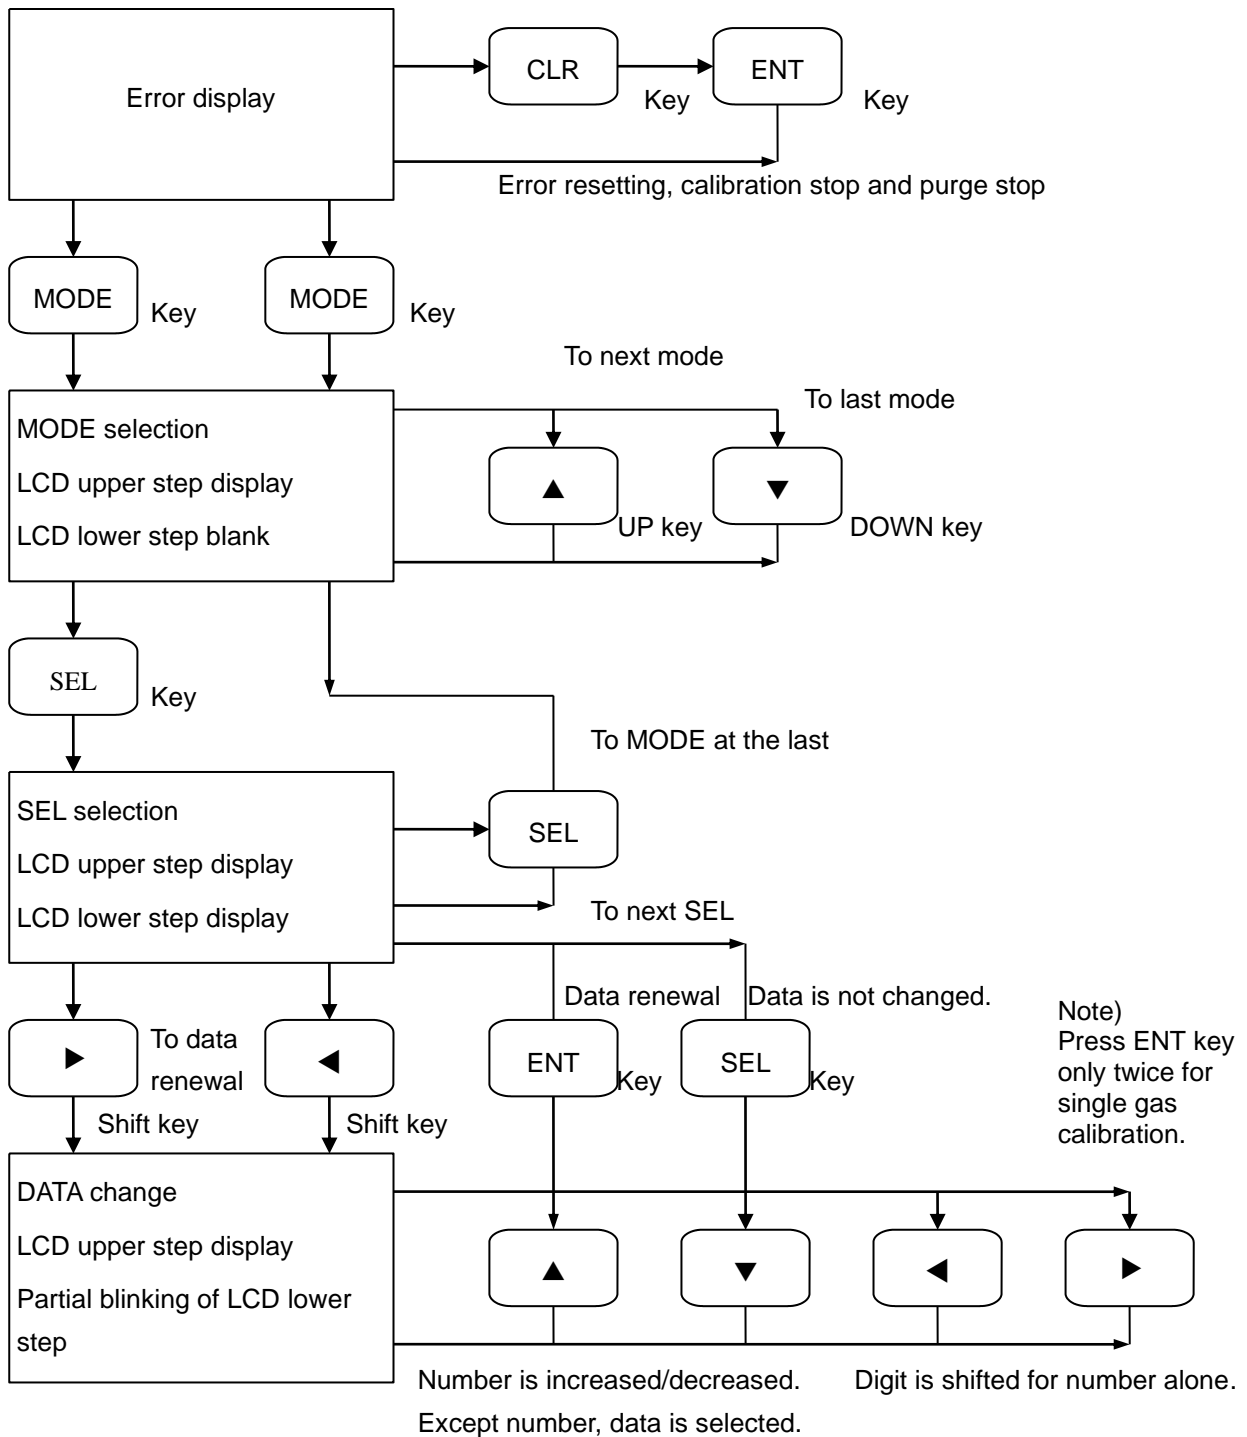 Error display
CLR
Key
ENT
Key
Error resetting, calibration stop and purge stop
MODE
Key
MODE
Key
To next mode
To last mode
MODE selection
LCD upper step display
LCD lower step blank
▲
UP key
▼
DOWN key
SEL
Key
To MODE at the last
SEL selection
LCD upper step display
LCD lower step display
SEL
To next SEL
Data renewal
Data is not changed.
▶
To data
renewal
◀
ENT
Key
SEL
Key
Note)
Press ENT key
only twice for
single gas
calibration.
Shift key
Shift key
DATA change
LCD upper step display
Partial blinking of LCD lower
step
▲
▼
◀
▶
Number is increased/decreased.
Except number, data is selected.
Digit is shifted for number alone.